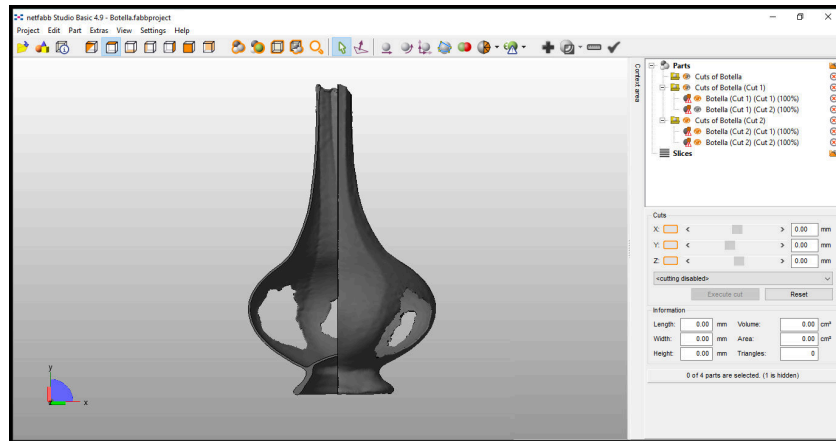 netfabb Studio Basic 4.9 - Botella.fabbproject
Project Edit Part Extras View Settings Help
Context area
Parts
Cuts of Botella
Cuts of Botella (Cut 1)
Botella (Cut 1) (Cut 1) (100%)
Botella (Cut 1) (Cut 2) (100%)
Cuts of Botella (Cut 2)
Botella (Cut 2) (Cut 1) (100%)
Botella (Cut 2) (Cut 2) (100%)
Slices
Cuts
X: < > 0.00 mm
Y: < > 0.00 mm
Z: < > 0.00 mm
<cutting disabled>
Execute cut Reset
Information
Length: 0.00 mm Volume: 0.00 cm³
Width: 0.00 mm Area: 0.00 cm²
Height: 0.00 mm Triangles: 0
0 of 4 parts are selected. (1 is hidden)
y
x